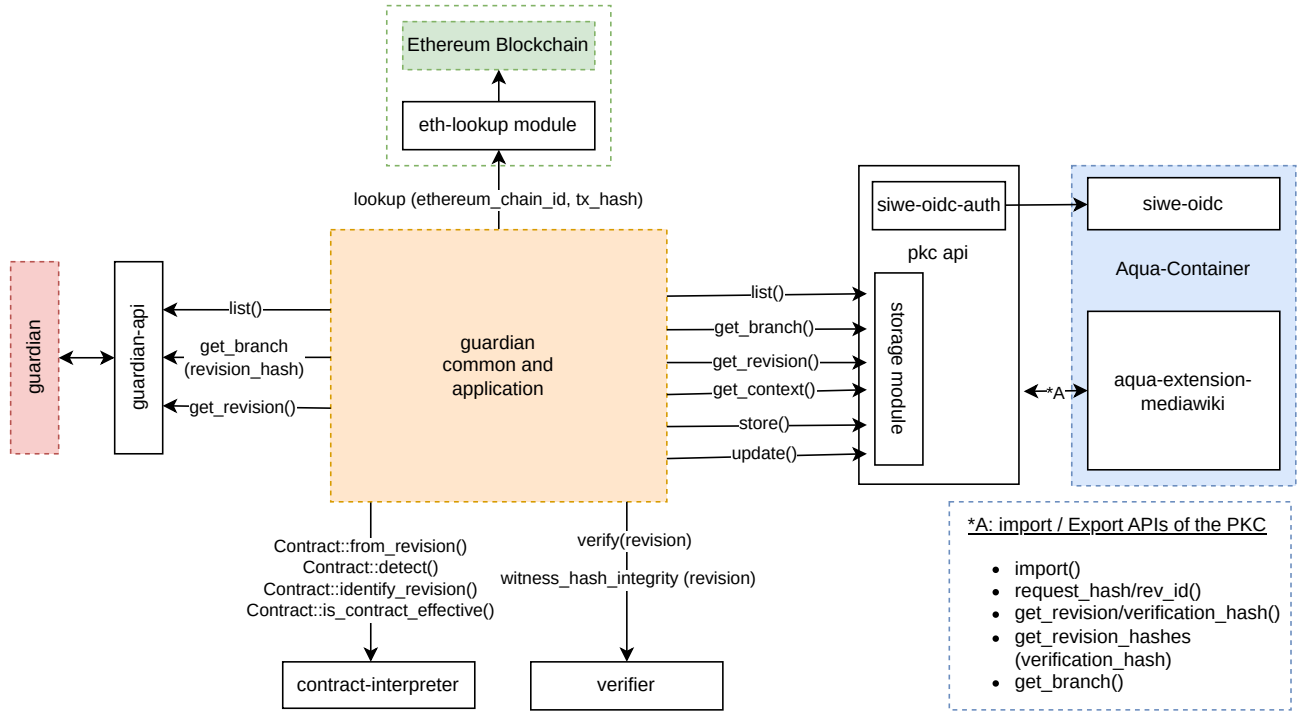 Ethereum Blockchain
eth-lookup module
lookup (ethereum_chain_id, tx_hash)
guardian
guardian-api
list()
get_branch
(revision_hash)
get_revision()
guardian
common and
application
list()
get_branch()
get_revision()
get_context()
store()
update()
siwe-oidc-auth
pkc api
storage module
siwe-oidc
Aqua-Container
*A
aqua-extension-
mediawiki
Contract::from_revision()
Contract::detect()
Contract::identify_revision()
Contract::is_contract_effective()
contract-interpreter
verify(revision)
witness_hash_integrity (revision)
verifier
*A: import / Export APIs of the PKC
• import()
• request_hash/rev_id()
• get_revision/verification_hash()
• get_revision_hashes
(verification_hash)
• get_branch()